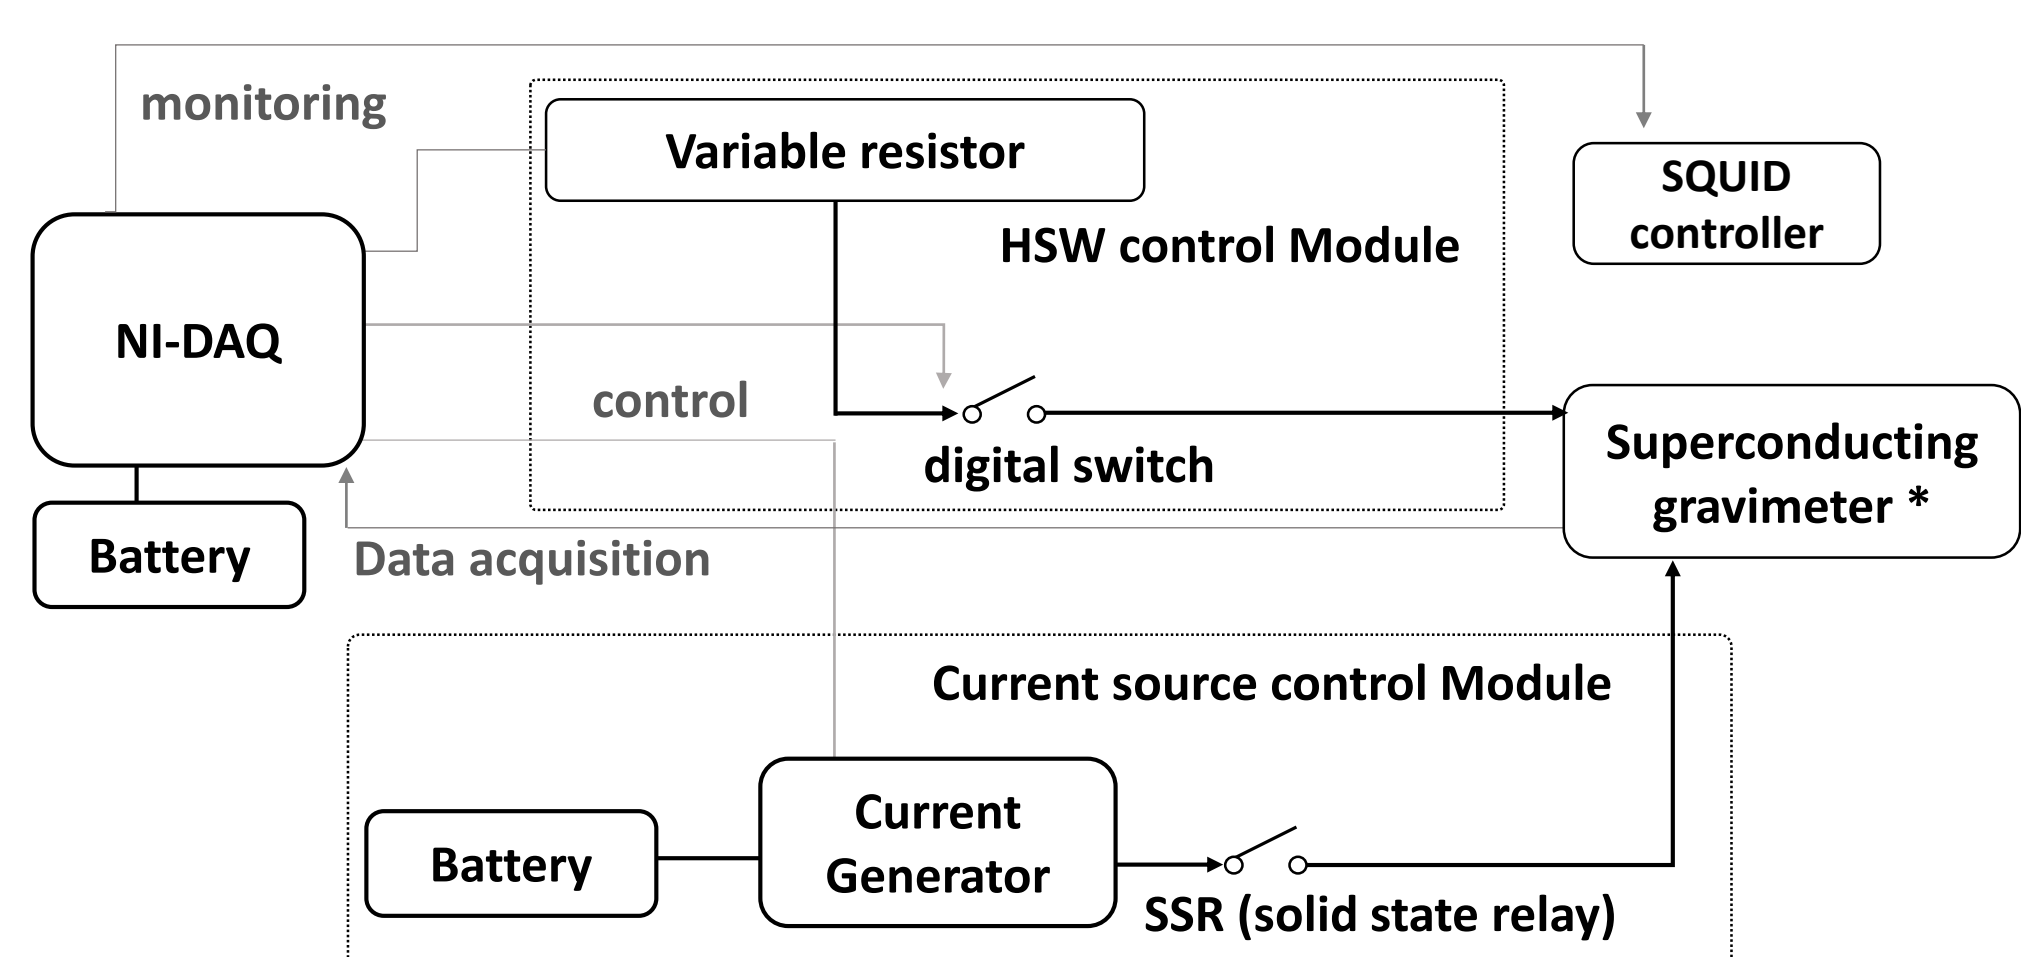 monitoring
Variable resistor
SQUID
controller
HSW control Module
NI-DAQ
control
digital switch
Superconducting
gravimeter *
Battery
Data acquisition
Current source control Module
Current
Generator
Battery
SSR (solid state relay)